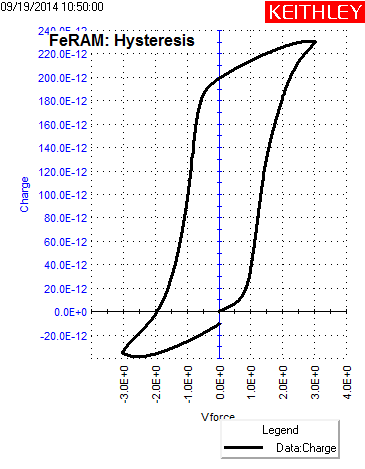 09/19/2014 10:50:00
KEITHLEY
FeRAM: Hysteresis
240.0E-12
220.0E-12
200.0E-12
180.0E-12
160.0E-12
140.0E-12
120.0E-12
100.0E-12
80.0E-12
60.0E-12
40.0E-12
20.0E-12
0.0E+0
-20.0E-12
Charge
-3.0E+0
-2.0E+0
-1.0E+0
0.0E+0
1.0E+0
2.0E+0
3.0E+0
4.0E+0
Vforce
Legend
Data:Charge